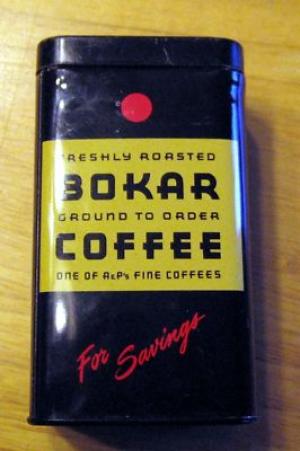 FRESHLY ROASTED
BOKAR
GROUND TO ORDER
COFFEE
ONE OF A&P's FINE COFFEES
For Savings